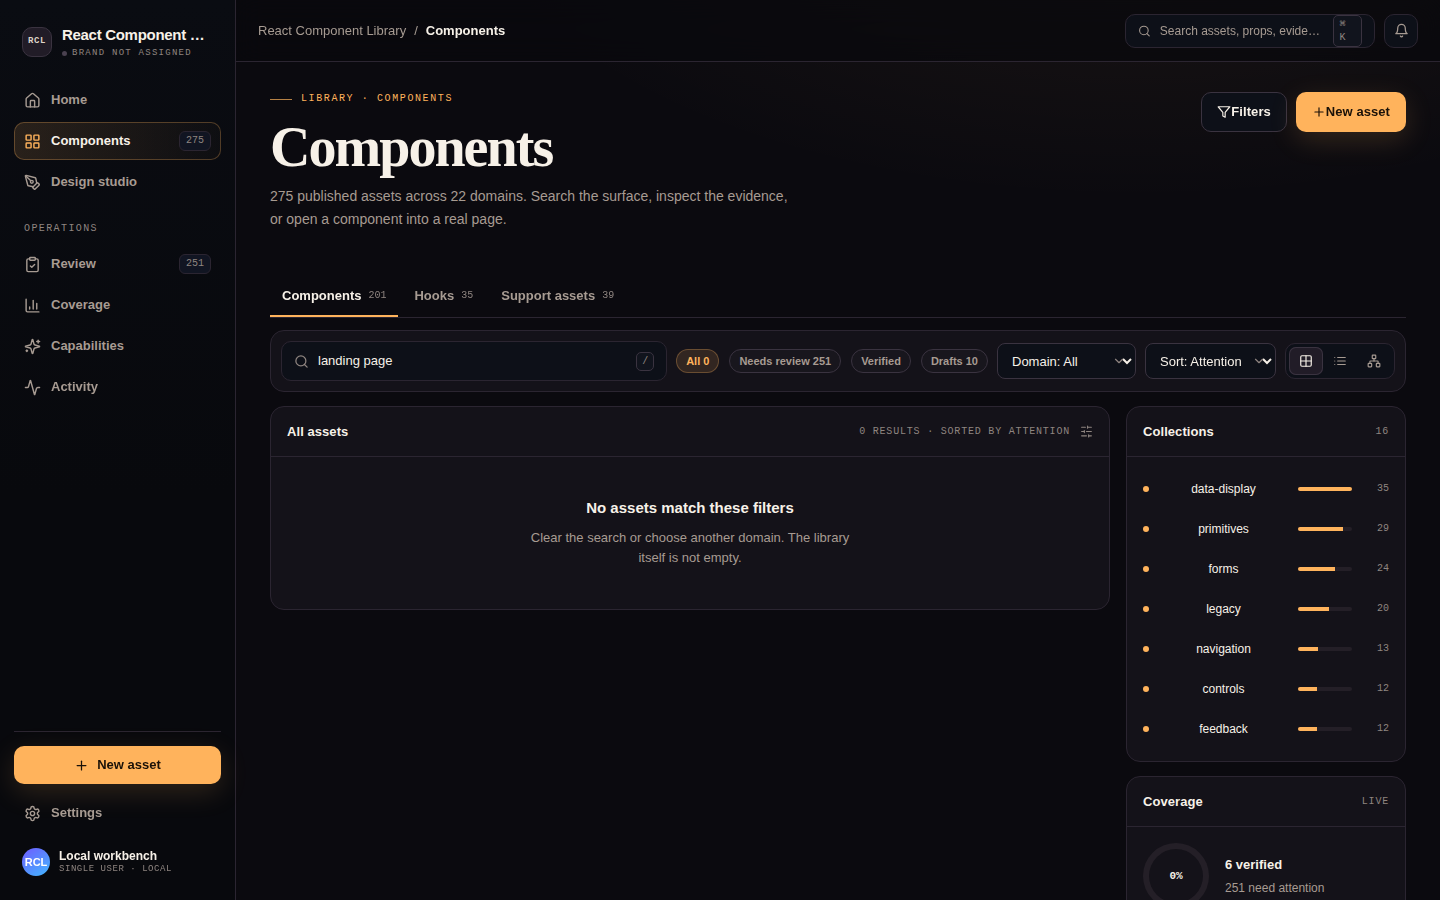 RCL
React Component ...
BRAND NOT ASSIGNED
Home
Components 275
Design studio
OPERATIONS
Review 251
Coverage
Capabilities
Activity
New asset
Settings
RCL
Local workbench
SINGLE USER · LOCAL
React Component Library / Components
Search assets, props, evide...
⌘ K
LIBRARY · COMPONENTS
Components
275 published assets across 22 domains. Search the surface, inspect the evidence,
or open a component into a real page.
Filters
New asset
Components 201 Hooks 35 Support assets 39
landing page /
All 0 Needs review 251 Verified Drafts 10 Domain: All Sort: Attention
All assets
0 RESULTS · SORTED BY ATTENTION
No assets match these filters
Clear the search or choose another domain. The library
itself is not empty.
Collections 16
data-display 35
primitives 29
forms 24
legacy 20
navigation 13
controls 12
feedback 12
Coverage LIVE
0%
6 verified
251 need attention